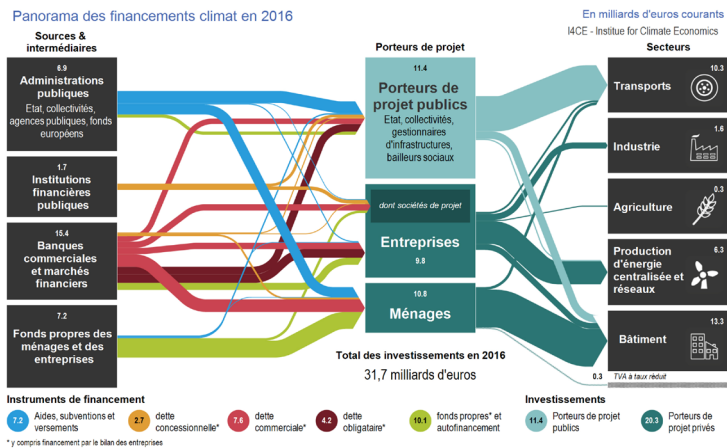 Panorama des financements climat en 2016
En milliards d'euros courants
I4CE - Institue for Climate Economics
Sources &
intermédiaires
Porteurs de projet
Secteurs
6.9
Administrations
publiques
Etat, collectivités,
agences publiques, fonds
européens
1.7
Institutions
financières
publiques
15.4
Banques
commerciales
et marchés
financiers
7.2
Fonds propres des
ménages et des
entreprises
11.4
Porteurs de
projet publics
Etat, collectivités,
gestionnaires
d'infrastructures,
bailleurs sociaux
dont sociétés de projet
Entreprises
9.8
10.8
Ménages
Total des investissements en 2016
31,7 milliards d'euros
10.3
Transports
1.6
Industrie
0.3
Agriculture
6.3
Production
d'énergie
centralisée et
réseaux
13.3
Bâtiment
0.3
TVA à taux réduit
Instruments de financement
7.2 Aides, subventions et
versements
2.7 dette
concessionnelle*
7.6 dette
commerciale*
4.2 dette
obligataire*
10.1 fonds propres* et
autofinancement
Investissements
11.4 Porteurs de projet
publics
20.3 Porteurs de projet
privés
* y compris financement par le bilan des entreprises